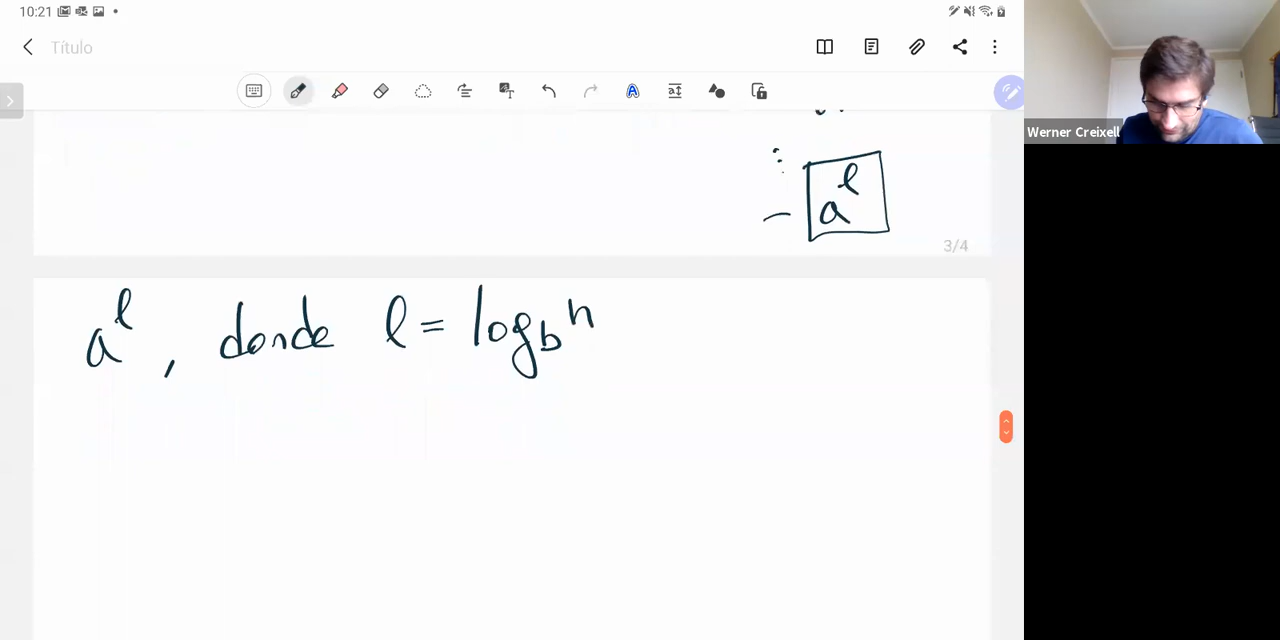 10:21
Título
Werner Creixell
a^l
3/4
a^l, donde l = log_b n